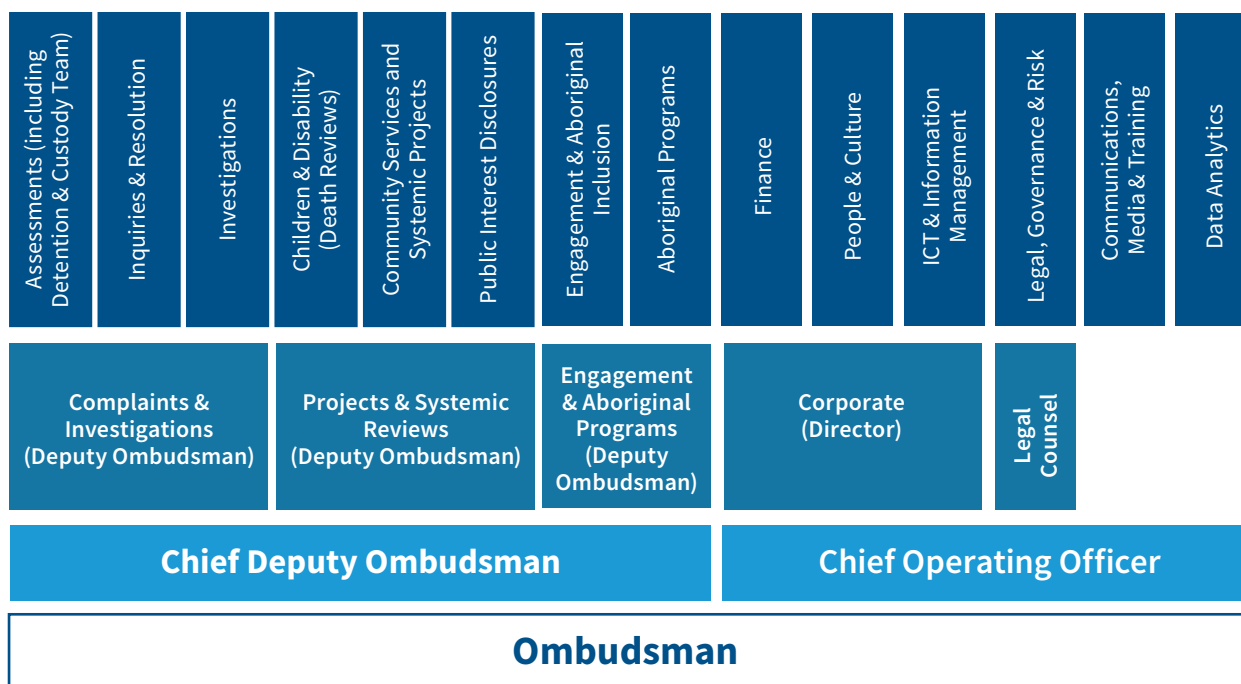 Assessments (including
Detention & Custody Team)
Inquiries & Resolution
Investigations
Children & Disability
(Death Reviews)
Community Services and
Systemic Projects
Public Interest Disclosures
Engagement & Aboriginal
Inclusion
Aboriginal Programs
Finance
People & Culture
ICT & Information
Management
Legal, Governance & Risk
Communications,
Media & Training
Data Analytics
Complaints &
Investigations
(Deputy Ombudsman)
Projects & Systemic
Reviews
(Deputy Ombudsman)
Engagement
& Aboriginal
Programs
(Deputy
Ombudsman)
Corporate
(Director)
Legal
Counsel
Chief Deputy Ombudsman
Chief Operating Officer
Ombudsman